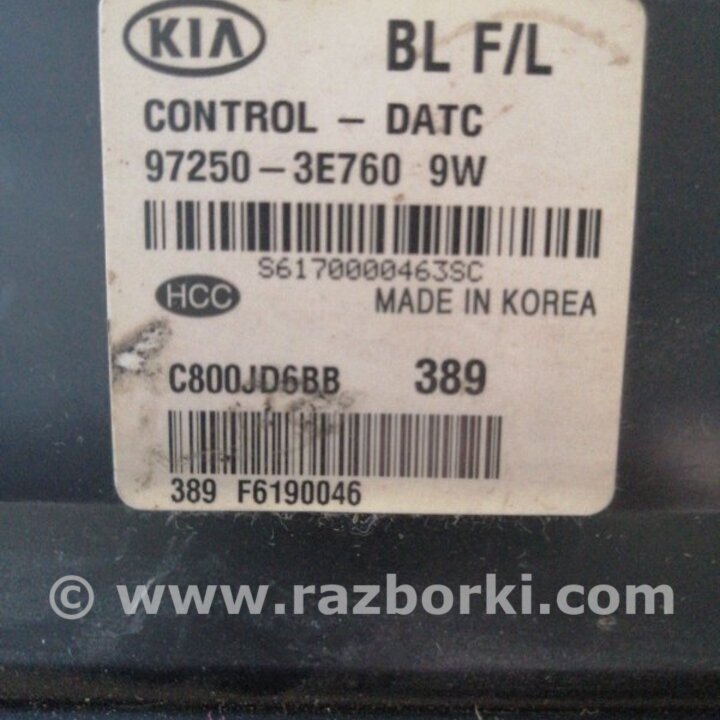 KIA BL F/L
CONTROL - DATC
97250-3E760 9W
S6170000463SC
HCC MADE IN KOREA
C800JD6BB 389
389 F6190046
© www.razborki.com